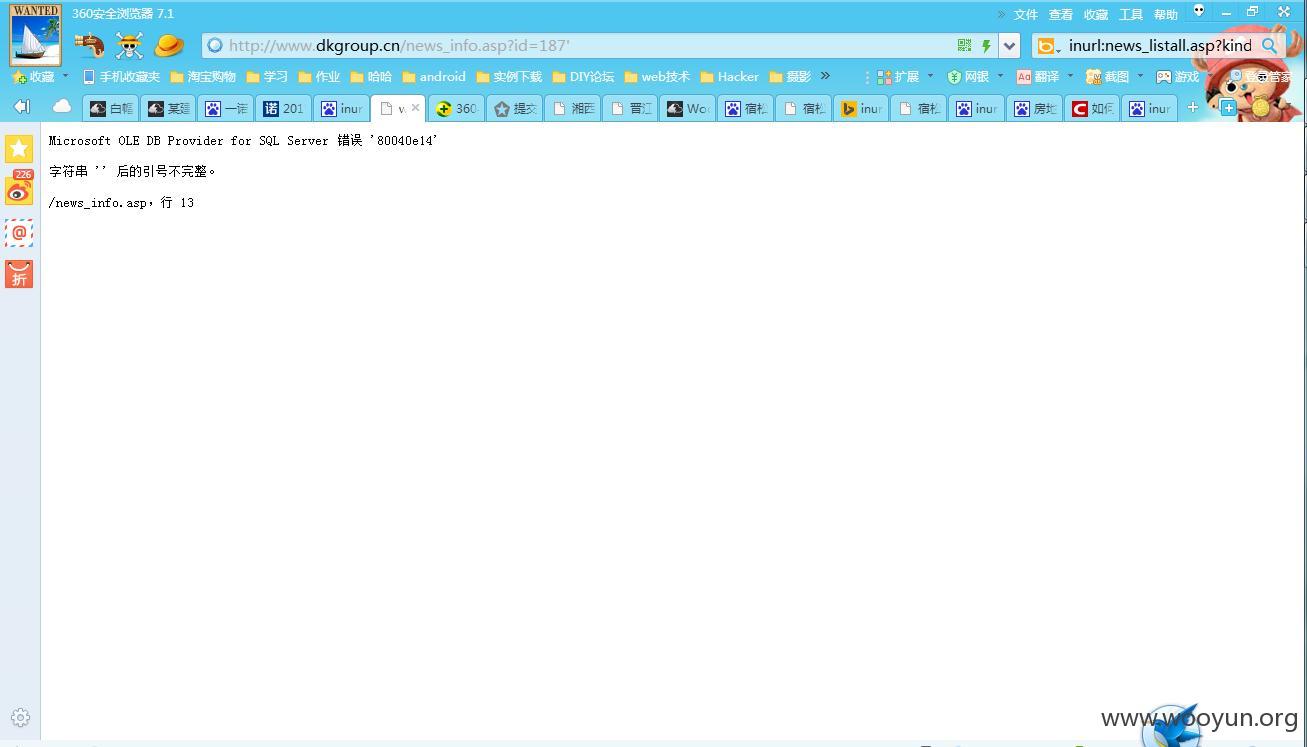 WANTED
360安全浏览器 7.1
» 文件 查看 收藏 工具 帮助
http://www.dkgroup.cn/news_info.asp?id=187'
inurl:news_listall.asp?kind
收藏 手机收藏夹 淘宝购物 学习 作业 哈哈 android 实例下载 DIY论坛 web技术 Hacker 摄影 » 扩展 网银 Aa 翻译 截图 游戏 登录管家
白帽 某建 一诺 诺 201 inur w 360- 提交 湘西 晋江 Woo 宿松 宿松 inur 宿松 inur 房地 如何 inur
Microsoft OLE DB Provider for SQL Server 错误 '80040e14'
字符串 '' 后的引号不完整。
/news_info.asp，行 13
226
@
折
www.wooyun.org